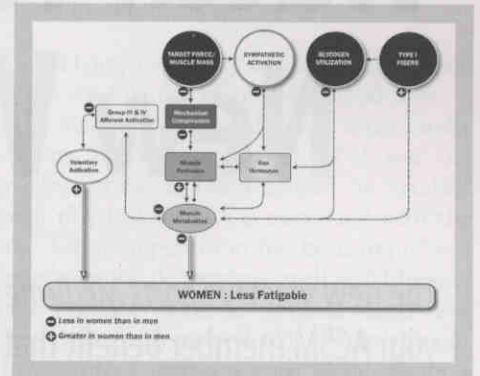 TARGET FORCE/
MUSCLE MASS
SYMPATHETIC
ACTIVATION
GLYCOGEN
UTILIZATION
TYPE I
FIBERS
Group III & IV
Afferent Activation
Mechanical
Compression
Voluntary
Activation
Muscle
Perfusion
Muscle
Metabolites
WOMEN : Less Fatigable
Less in women than in men
Greater in women than in men